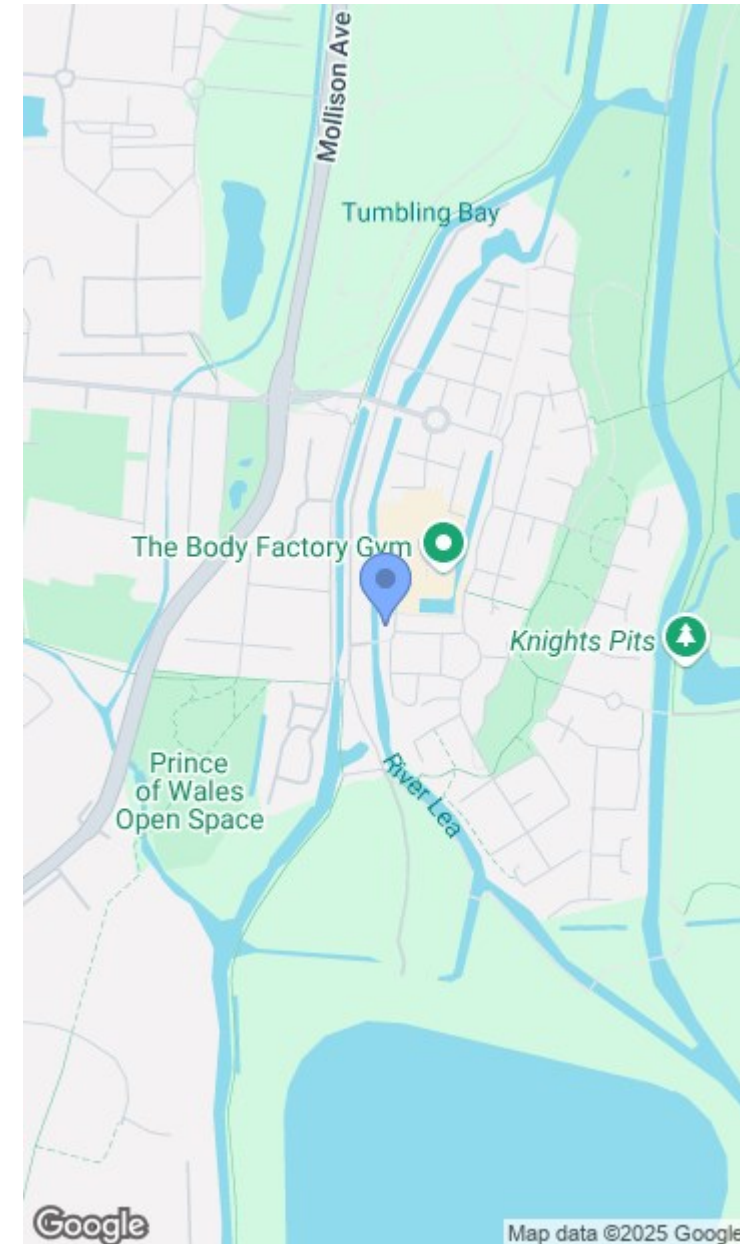 Mollison Ave
Tumbling Bay
The Body Factory Gym
Knights Pits
Prince
of Wales
Open Space
River Lea
Google
Map data ©2025 Google